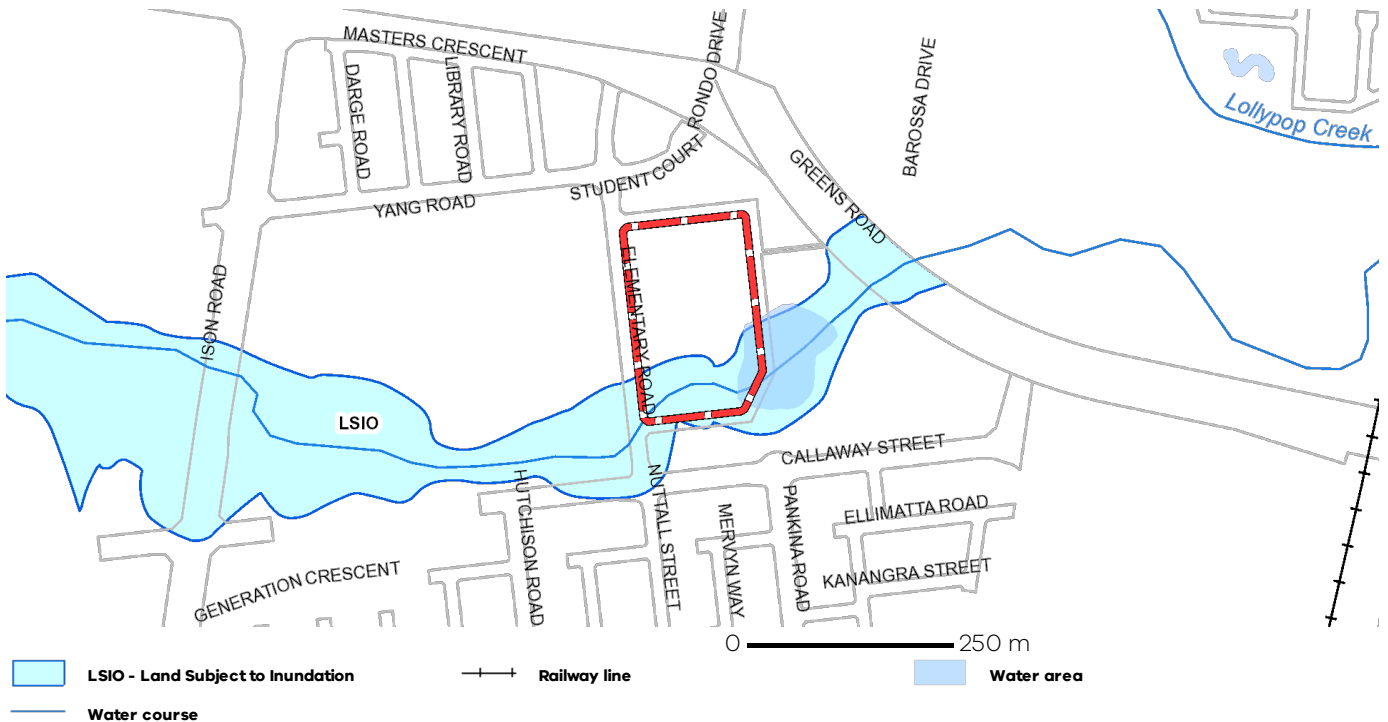 MASTERS CRESCENT
RONDO DRIVE
BAROSSA DRIVE
DARGE ROAD
LIBRARY ROAD
Lollypop Creek
GREENS ROAD
STUDENT COURT
YANG ROAD
ISON ROAD
ELEMENTARY ROAD
LSIO
CALLAWAY STREET
HUTCHISON ROAD
NUTTALL STREET
MERVYN WAY
PANKINA ROAD
ELLIMATTA ROAD
KANANGRA STREET
GENERATION CRESCENT
0 250 m
LSIO - Land Subject to Inundation
Railway line
Water area
Water course